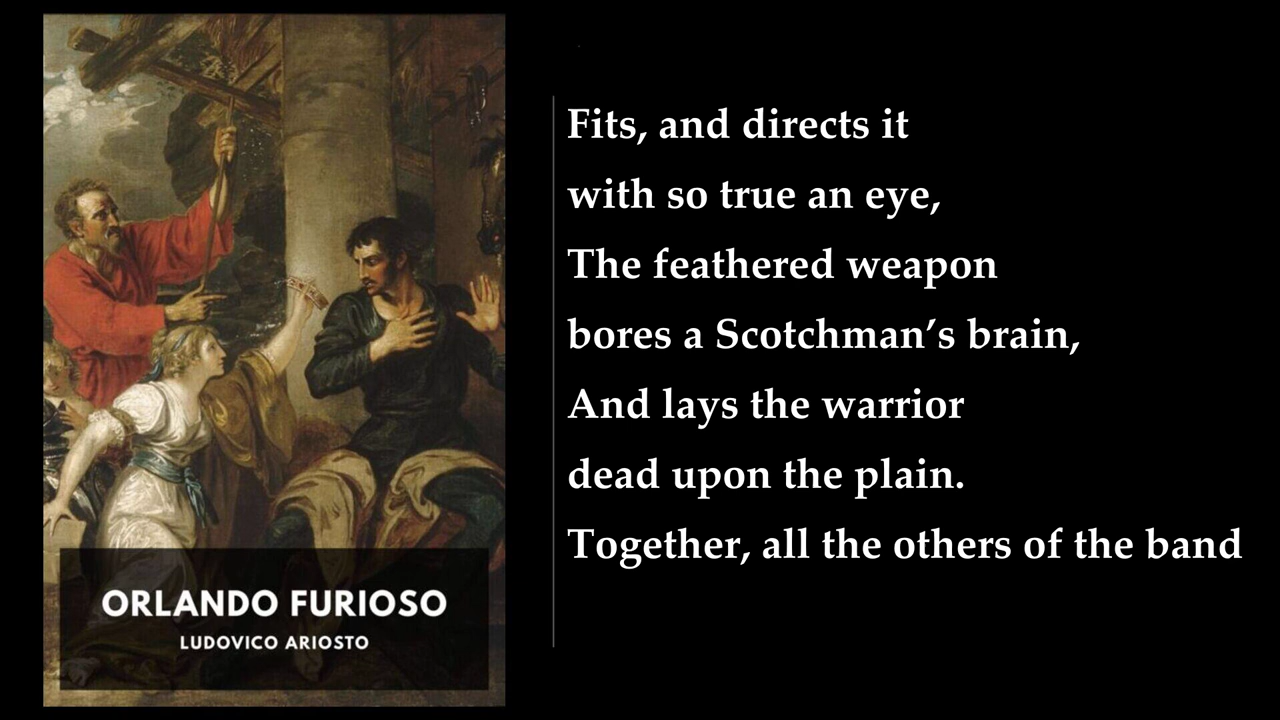 ORLANDO FURIOSO
LUDOVICO ARIOSTO
Fits, and directs it
with so true an eye,
The feathered weapon
bores a Scotchman’s brain,
And lays the warrior
dead upon the plain.
Together, all the others of the band